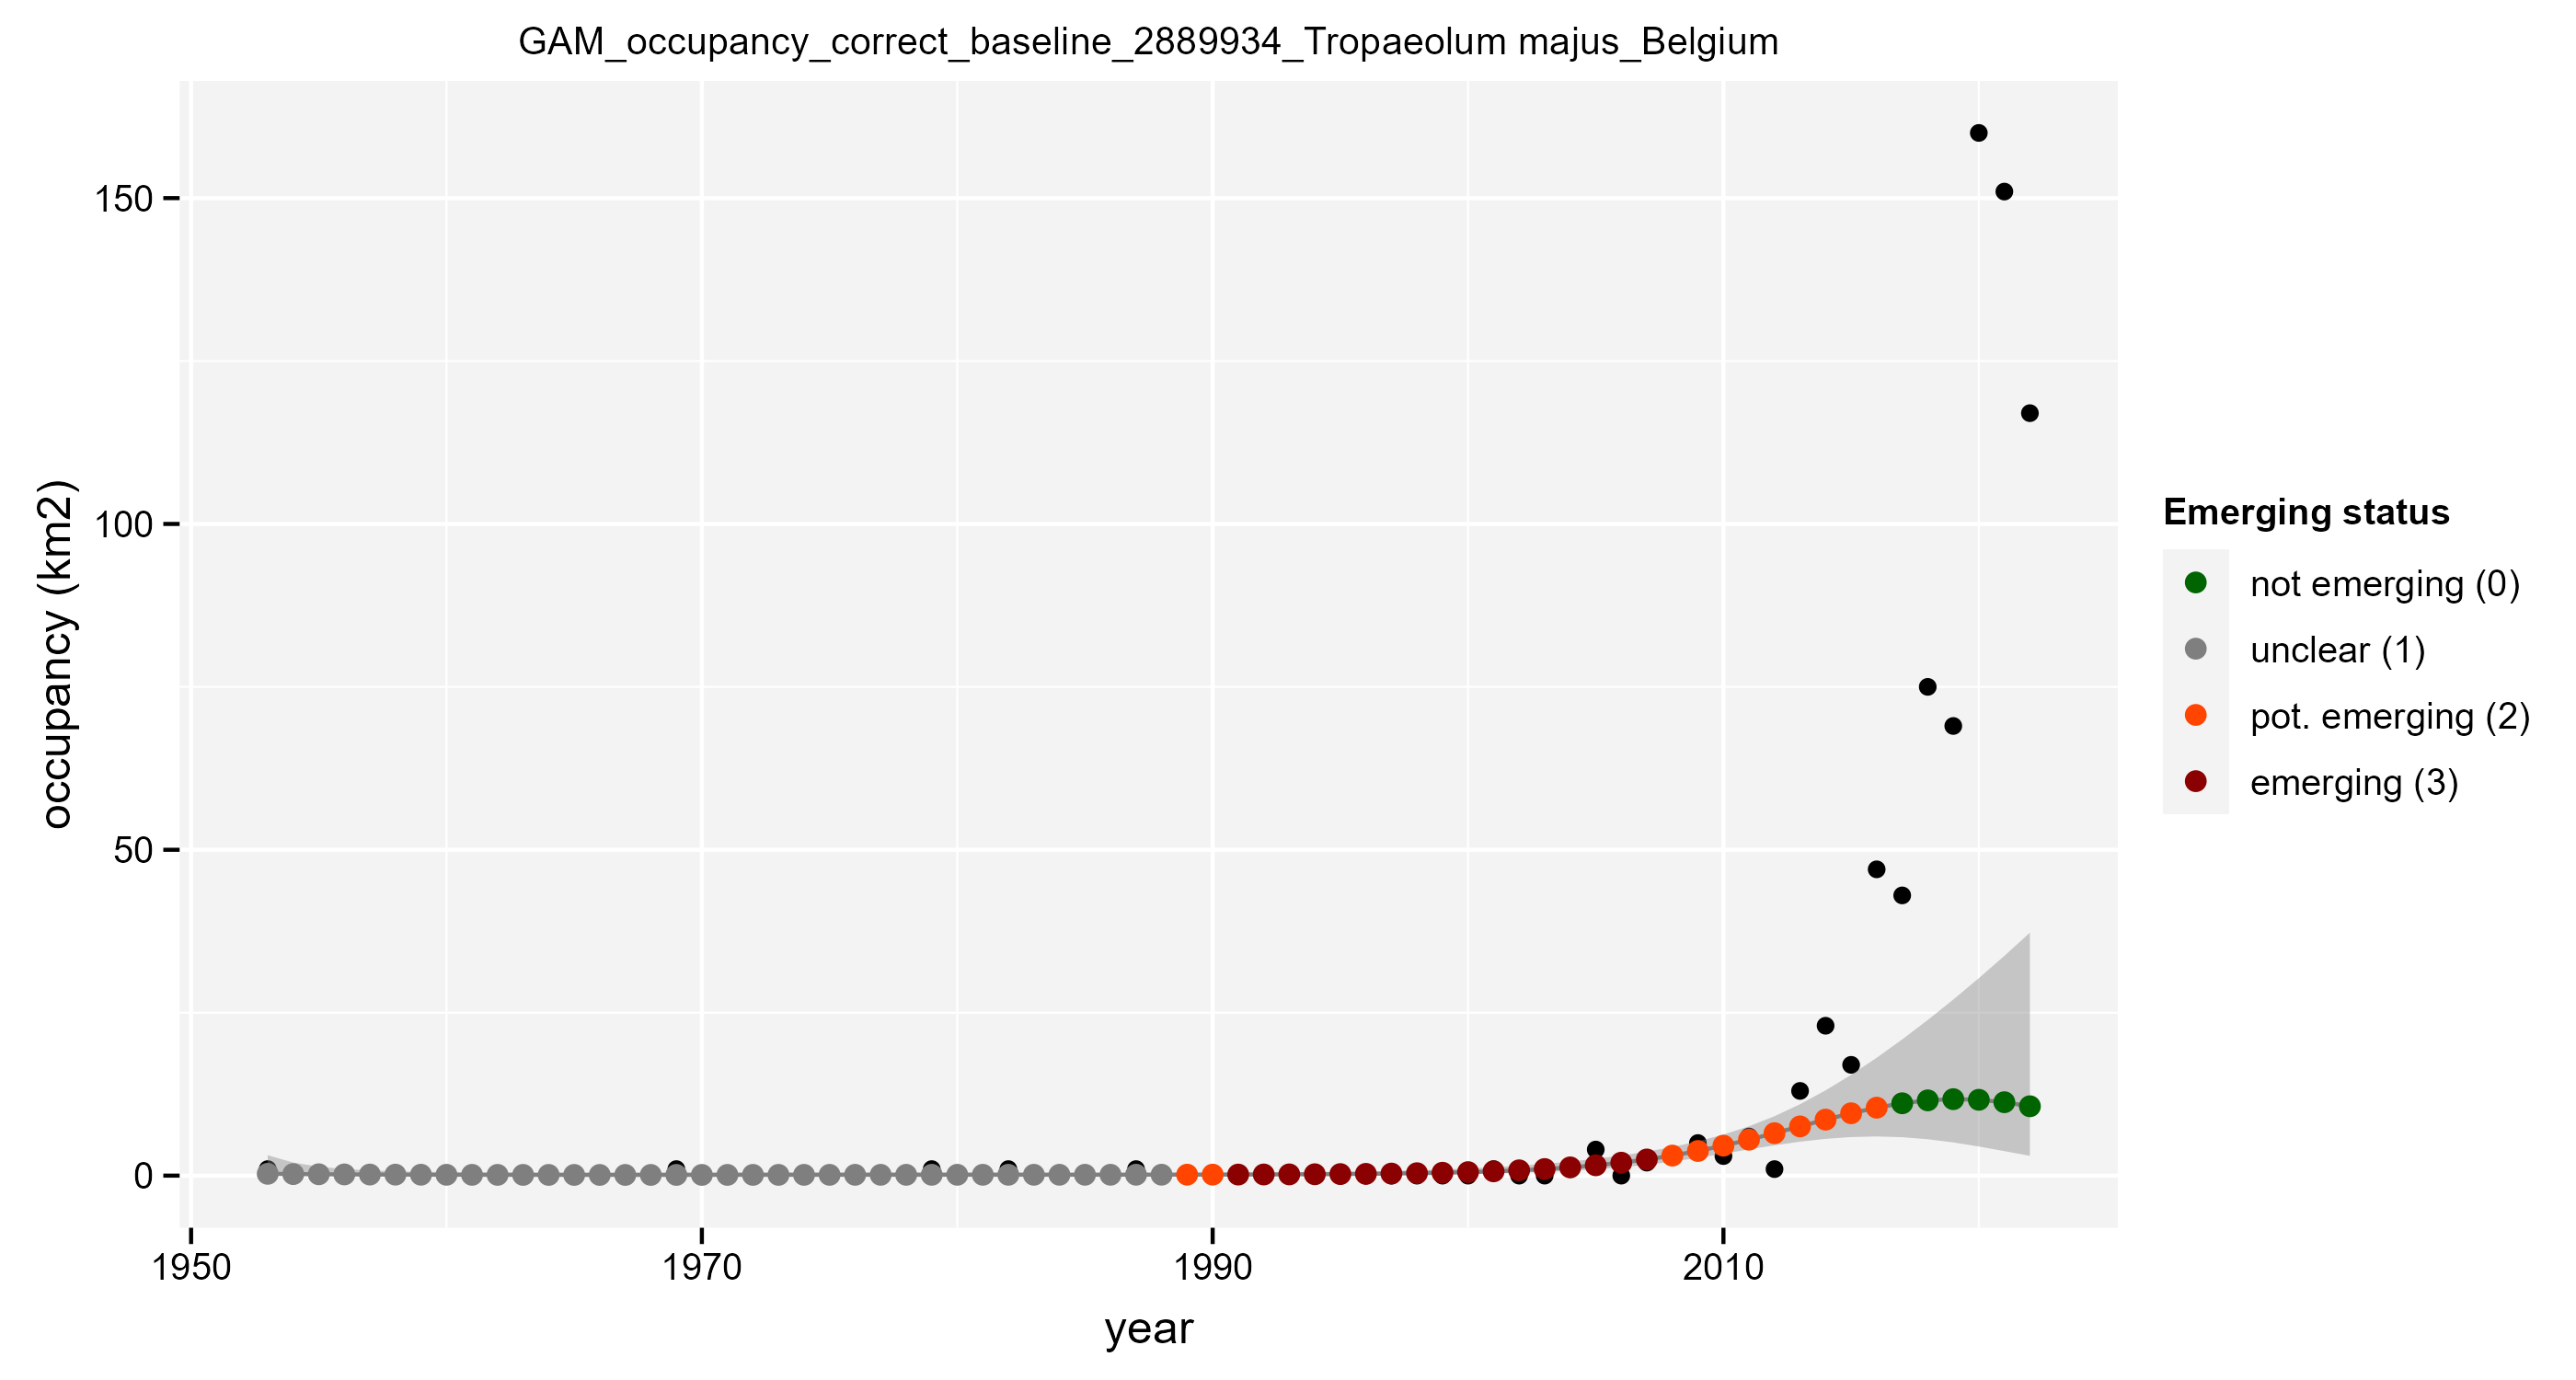 GAM_occupancy_correct_baseline_2889934_Tropaeolum majus_Belgium
150
100
50
0
occupancy (km2)
1950
1970
1990
2010
year
Emerging status
not emerging (0)
unclear (1)
pot. emerging (2)
emerging (3)